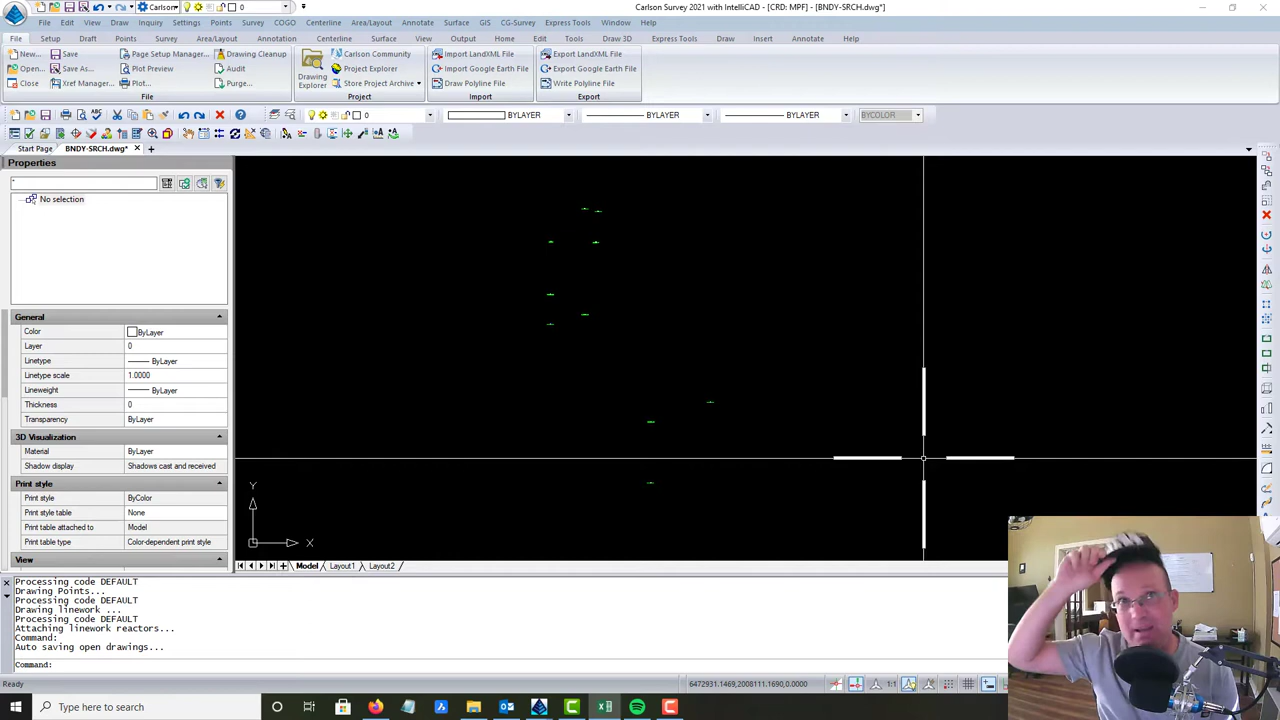 Carlson
0
Carlson Survey 2021 with IntelliCAD - [CRD: MPF] - [BNDY-SRCH.dwg*]
File Edit View Draw Inquiry Settings Points Survey COGO Centerline Area/Layout Annotate Surface GIS CG-Survey Express Tools Window Help
File Setup Draft Points Survey Area/Layout Annotation Centerline Surface Output Home Edit Tools View Express Tools Draw Draw 3D Insert Annotate
New... Save Page Setup Manager... Drawing Cleanup Carlson Community Import LandXML File Export LandXML File
Open... Save As... Plot Preview Audit Project Explorer Import Google Earth File Export Google Earth File
Close Xref Manager... Plot... Purge... Drawing Explorer Store Project Archive Draw Polyline File Write Polyline File
File Project Import Export
0 BYLAYER BYLAYER BYLAYER BYCOLOR
Start Page BNDY-SRCH.dwg*
Properties
*
No selection
General
Color ByLayer
Layer 0
Linetype ByLayer
Linetype scale 1.0000
Lineweight ByLayer
Thickness 0
Transparency ByLayer
3D Visualization
Material ByLayer
Shadow display Shadows cast and received
Print style
Print style ByColor
Print style table None
Print table attached to Model
Print table type Color-dependent print style
View
Y
X
Model Layout1 Layout2
Processing code DEFAULT
Drawing Points...
Processing code DEFAULT
Drawing linework ...
Processing code DEFAULT
Attaching linework reactors...
Command:
Auto saving open drawings...
Command:
Ready
6472931.1469,2008111.1690,0.0000
1:1
Type here to search